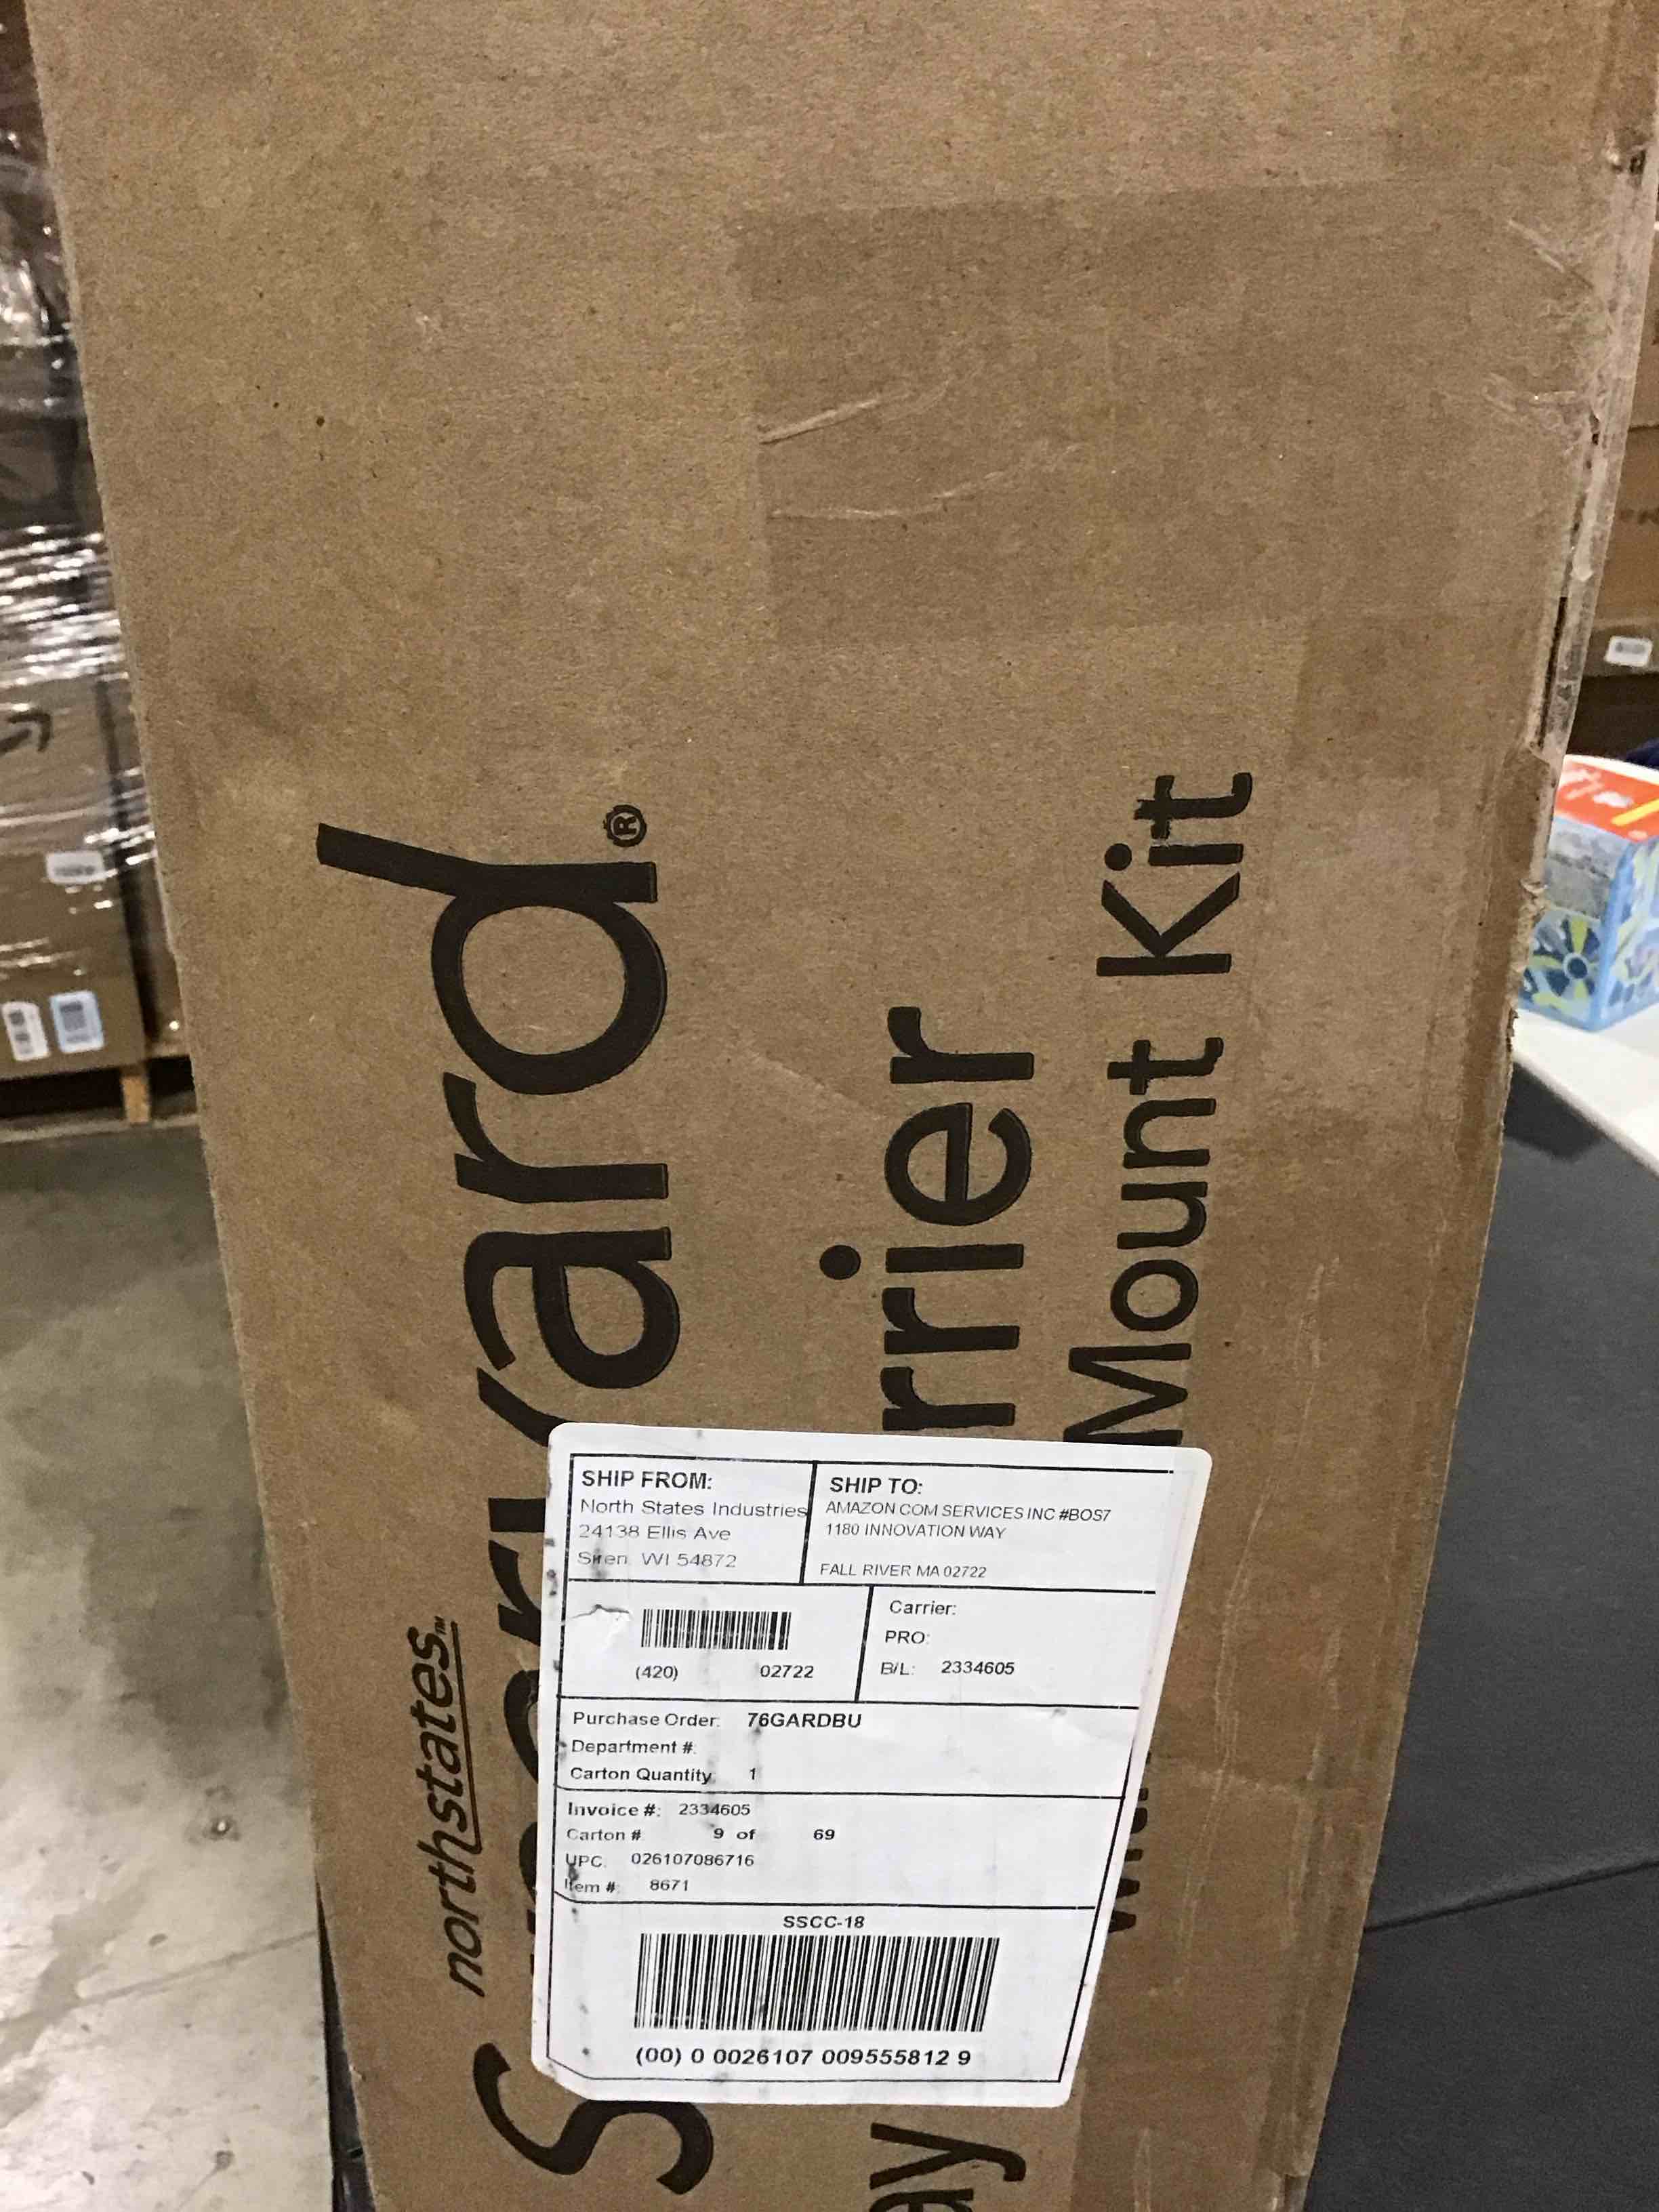 northstates™
ard®
rrier
ay
Mount Kit
SHIP FROM:
North States Industries
24138 Ellis Ave
Siren WI 54872
SHIP TO:
AMAZON COM SERVICES INC #BOS7
1180 INNOVATION WAY
FALL RIVER MA 02722
(420) 02722
Carrier:
PRO:
B/L: 2334605
Purchase Order: 76GARDBU
Department #:
Carton Quantity: 1
Invoice #: 2334605
Carton # 9 of 69
UPC: 026107086716
Item #: 8671
SSCC-18
(00) 0 0026107 009555812 9